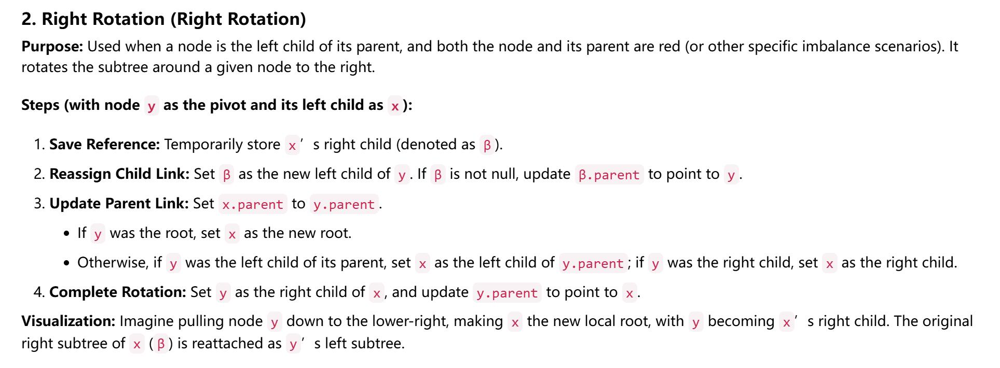 2. Right Rotation (Right Rotation)
Purpose: Used when a node is the left child of its parent, and both the node and its parent are red (or other specific imbalance scenarios). It
rotates the subtree around a given node to the right.
Steps (with node y as the pivot and its left child as x):
1. Save Reference: Temporarily store x’s right child (denoted as β).
2. Reassign Child Link: Set β as the new left child of y. If β is not null, update β.parent to point to y.
3. Update Parent Link: Set x.parent to y.parent.
• If y was the root, set x as the new root.
• Otherwise, if y was the left child of its parent, set x as the left child of y.parent; if y was the right child, set x as the right child.
4. Complete Rotation: Set y as the right child of x, and update y.parent to point to x.
Visualization: Imagine pulling node y down to the lower-right, making x the new local root, with y becoming x’s right child. The original
right subtree of x (β) is reattached as y’s left subtree.